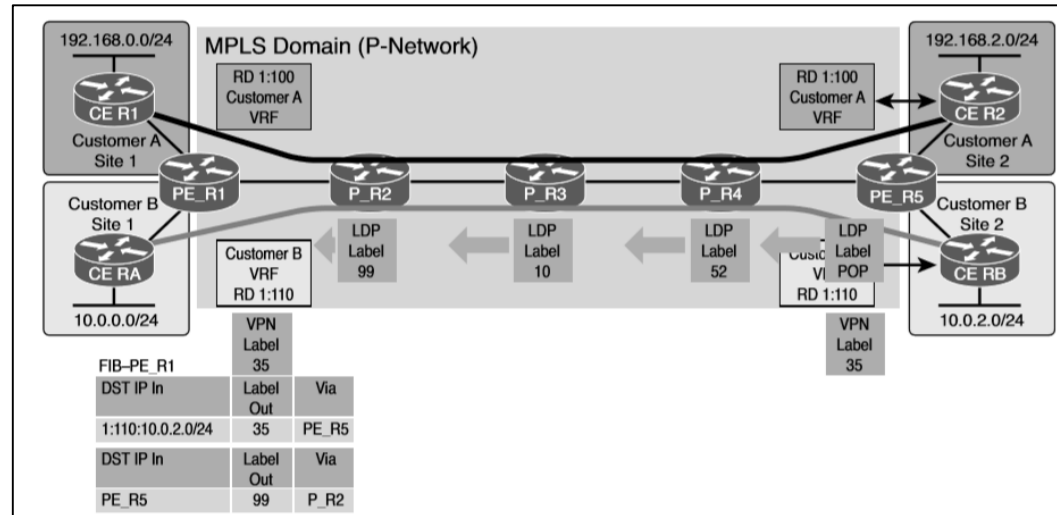 192.168.0.0/24
MPLS Domain (P-Network)
192.168.2.0/24
RD 1:100
Customer A
VRF
RD 1:100
Customer A
VRF
CE R1
CE R2
Customer A
Site 1
Customer A
Site 2
PE_R1
P_R2
P_R3
P_R4
PE_R5
Customer B
Site 1
Customer B
Site 2
LDP
Label
99
LDP
Label
10
LDP
Label
52
LDP
Label
POP
Customer B
VRF
RD 1:110
RD 1:110
CE RA
CE RB
10.0.0.0/24
10.0.2.0/24
VPN
Label
35
VPN
Label
35
FIB–PE_R1
DST IP In Label Out Via
1:110:10.0.2.0/24 35 PE_R5
DST IP In Label Out Via
PE_R5 99 P_R2